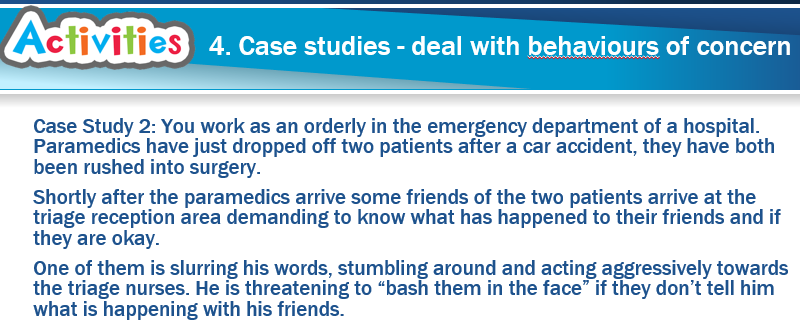 Activities
4. Case studies - deal with behaviours of concern
Case Study 2: You work as an orderly in the emergency department of a hospital.
Paramedics have just dropped off two patients after a car accident, they have both
been rushed into surgery.
Shortly after the paramedics arrive some friends of the two patients arrive at the
triage reception area demanding to know what has happened to their friends and if
they are okay.
One of them is slurring his words, stumbling around and acting aggressively towards
the triage nurses. He is threatening to “bash them in the face” if they don’t tell him
what is happening with his friends.